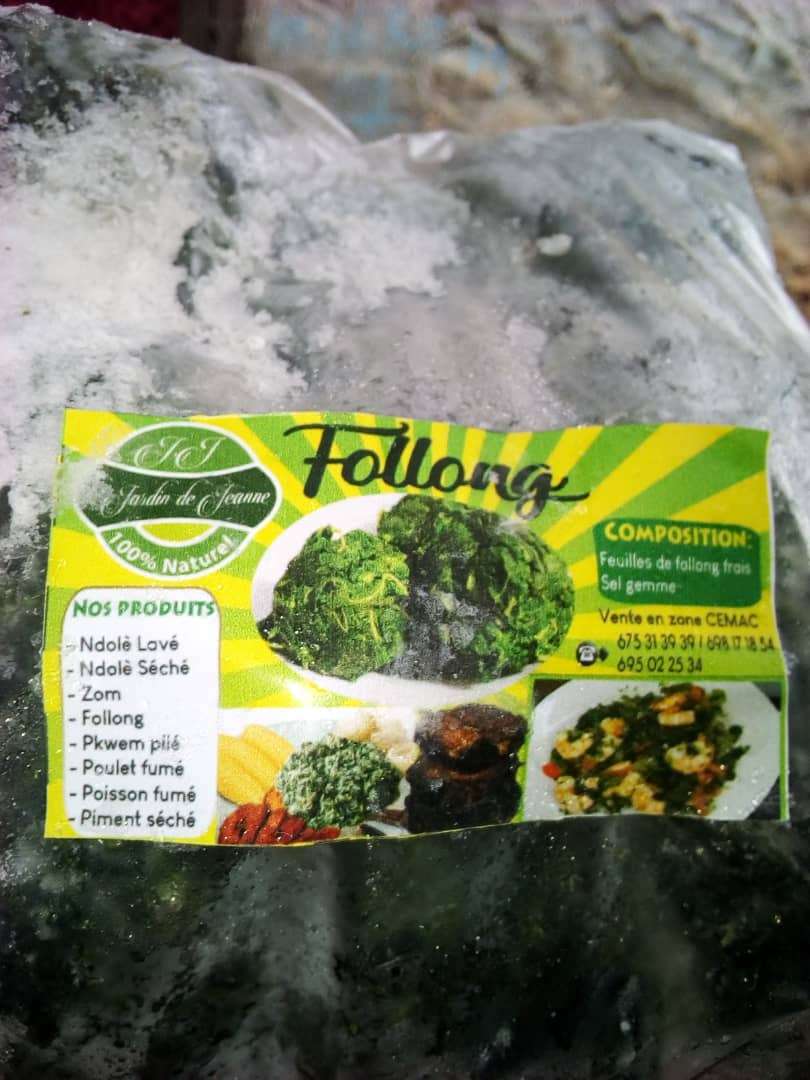 JJ
Jardin de Jeanne
100% Naturel
Follong
COMPOSITION:
Feuilles de follong frais
Sel gemme
Vente en zone CEMAC
675 31 39 39 / 698 17 18 54
695 02 25 34
NOS PRODUITS
- Ndolè Lavé
- Ndolè Séché
- Zom
- Follong
- Pkwem pilé
- Poulet fumé
- Poisson fumé
- Piment séché